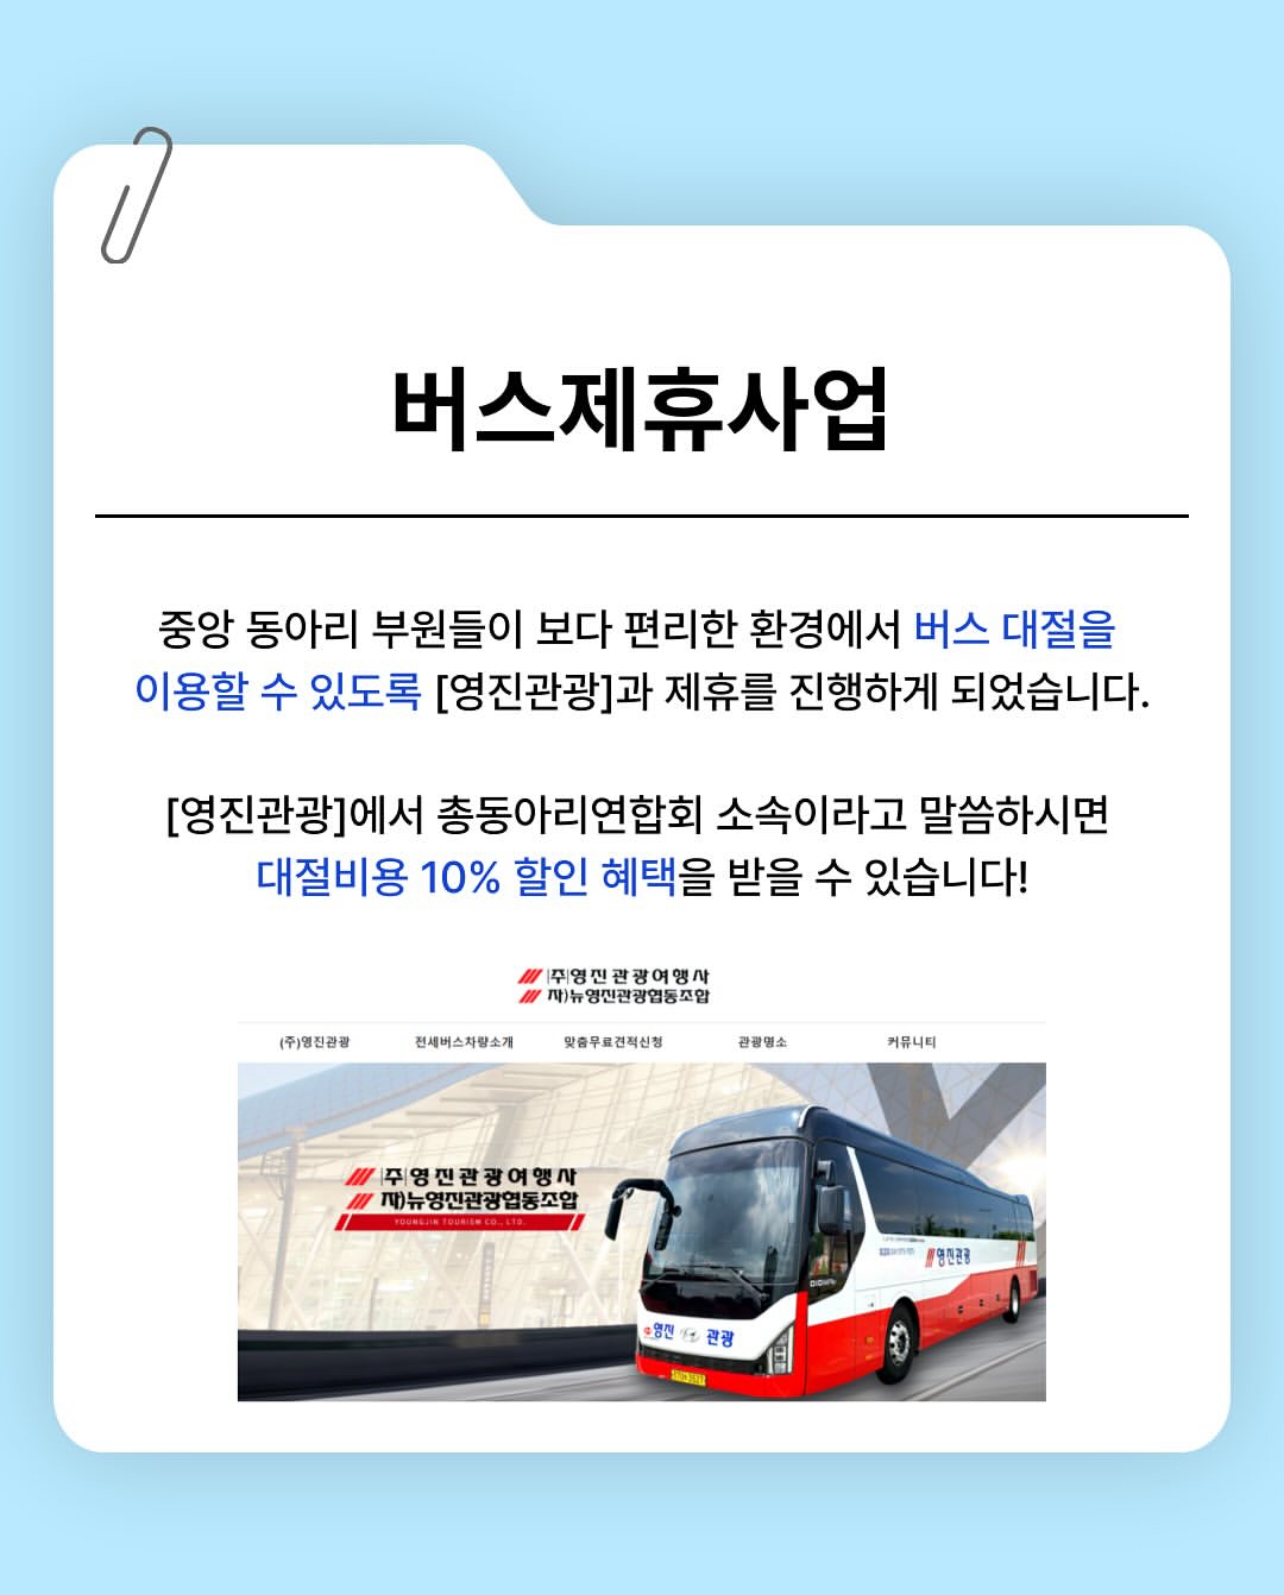 버스제휴사업
중앙 동아리 부원들이 보다 편리한 환경에서 버스 대절을
이용할 수 있도록 [영진관광]과 제휴를 진행하게 되었습니다.
[영진관광]에서 총동아리연합회 소속이라고 말씀하시면
대절비용 10% 할인 혜택을 받을 수 있습니다!
(주)영진관광여행사
자)뉴영진관광협동조합
(주)영진관광 전세버스차량소개 맞춤무료견적신청 관광명소 커뮤니티
(주)영진관광여행사
자)뉴영진관광협동조합
YOUNGJIN TOURISM CO., LTD.
영진관광
영진 관광